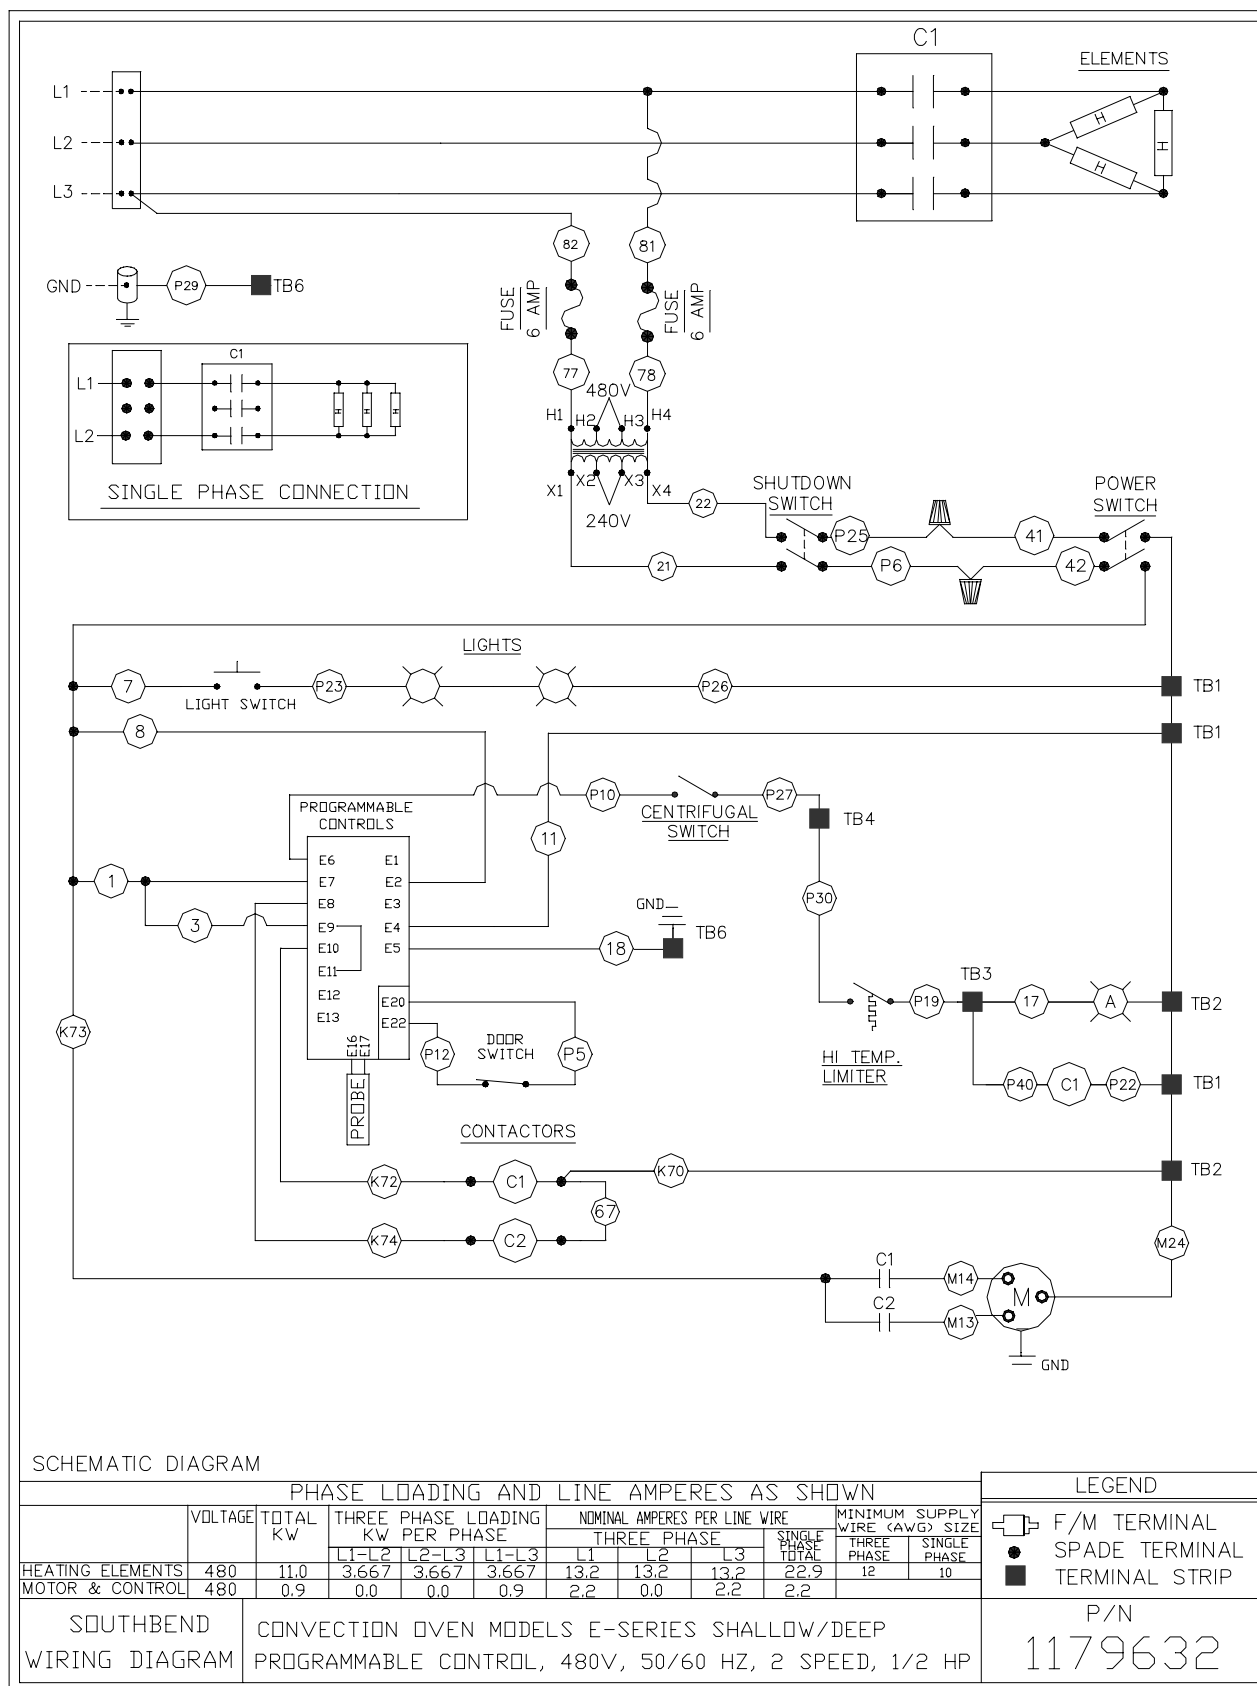 C1
ELEMENTS
L1
L2
L3
H
H
H
82
81
GND
P29
TB6
FUSE
6 AMP
FUSE
6 AMP
C1
L1
L2
H
H
H
SINGLE PHASE CONNECTION
77
78
480V
H1
H2
H3
H4
X1
X2
X3
X4
240V
22
21
SHUTDOWN
SWITCH
POWER
SWITCH
P25
41
P6
42
LIGHTS
7
LIGHT SWITCH
P23
P26
TB1
8
TB1
PROGRAMMABLE
CONTROLS
P10
CENTRIFUGAL
SWITCH
P27
TB4
11
E6
E1
1
E7
E2
E8
E3
P30
3
E9
E4
GND
E10
E5
18
TB6
E11
E12
E20
E13
E22
E16
E17
PROBE
P12
DOOR
SWITCH
P5
K73
HI TEMP.
LIMITER
P19
TB3
17
A
TB2
P40
C1
P22
TB1
CONTACTORS
K72
C1
K70
TB2
67
K74
C2
M24
C1
M14
C2
M13
M
GND
SCHEMATIC DIAGRAM
PHASE LOADING AND LINE AMPERES AS SHOWN
VOLTAGE
TOTAL
KW
THREE PHASE LOADING
KW PER PHASE
NOMINAL AMPERES PER LINE WIRE
MINIMUM SUPPLY
WIRE (AWG) SIZE
THREE PHASE
SINGLE
PHASE
TOTAL
THREE
PHASE
SINGLE
PHASE
L1-L2 L2-L3 L1-L3 L1 L2 L3
HEATING ELEMENTS 480 11.0 3.667 3.667 3.667 13.2 13.2 13.2 22.9 12 10
MOTOR & CONTROL 480 0.9 0.0 0.0 0.9 2.2 0.0 2.2 2.2
LEGEND
F/M TERMINAL
SPADE TERMINAL
TERMINAL STRIP
SOUTHBEND
WIRING DIAGRAM
CONVECTION OVEN MODELS E-SERIES SHALLOW/DEEP
PROGRAMMABLE CONTROL, 480V, 50/60 HZ, 2 SPEED, 1/2 HP
P/N
1179632